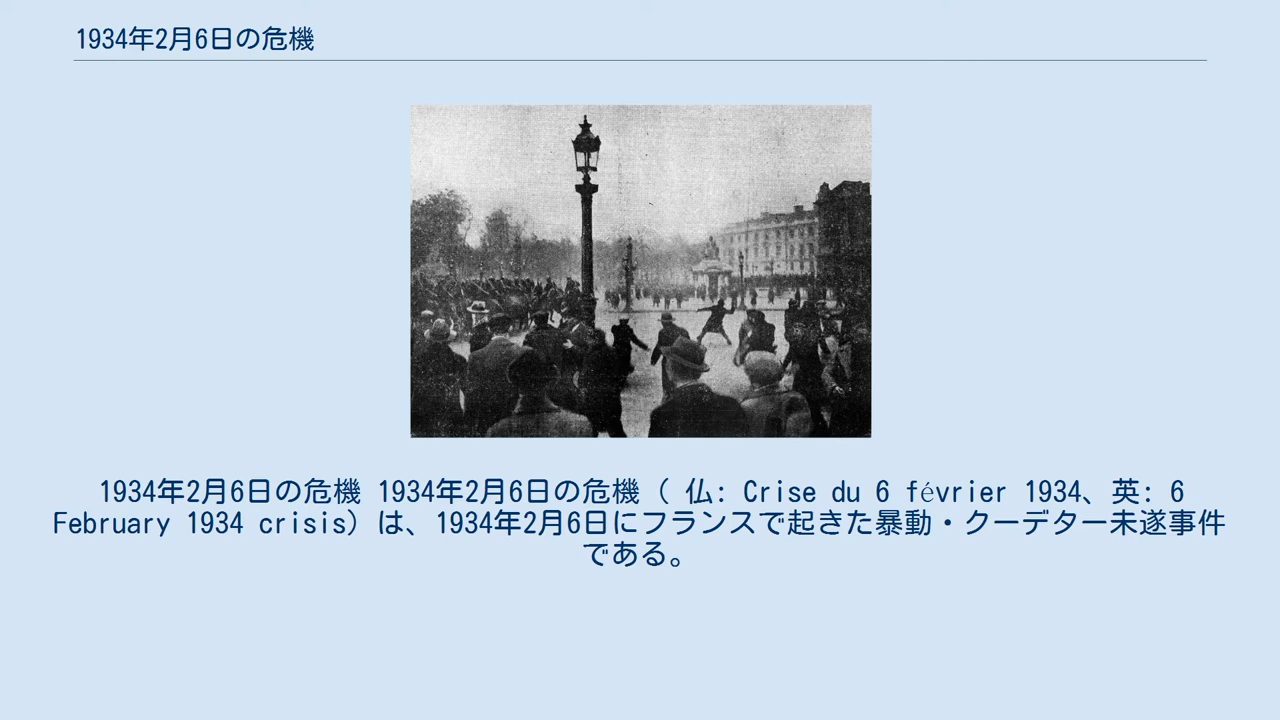 1934年2月6日の危機
1934年2月6日の危機 1934年2月6日の危機（ 仏: Crise du 6 février 1934、英: 6
February 1934 crisis）は、1934年2月6日にフランスで起きた暴動・クーデター未遂事件
である。